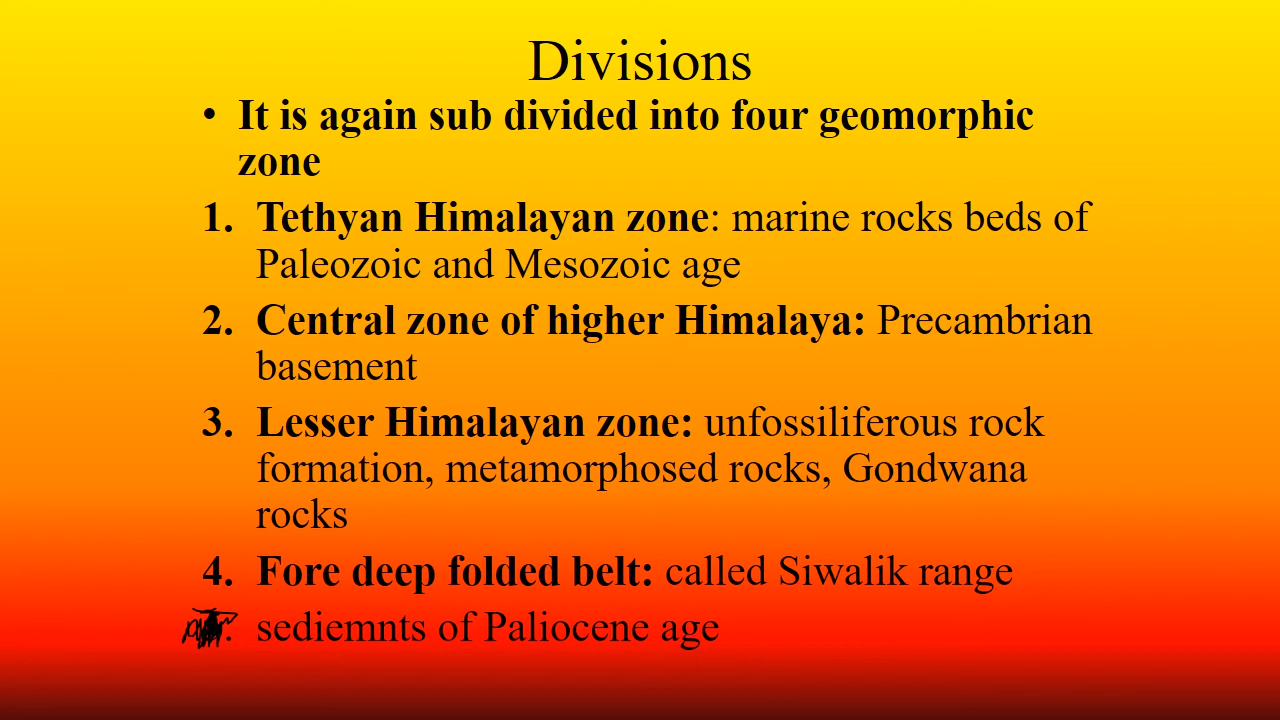 Divisions
• It is again sub divided into four geomorphic
zone
1. Tethyan Himalayan zone: marine rocks beds of
Paleozoic and Mesozoic age
2. Central zone of higher Himalaya: Precambrian
basement
3. Lesser Himalayan zone: unfossiliferous rock
formation, metamorphosed rocks, Gondwana
rocks
4. Fore deep folded belt: called Siwalik range
sediemnts of Paliocene age